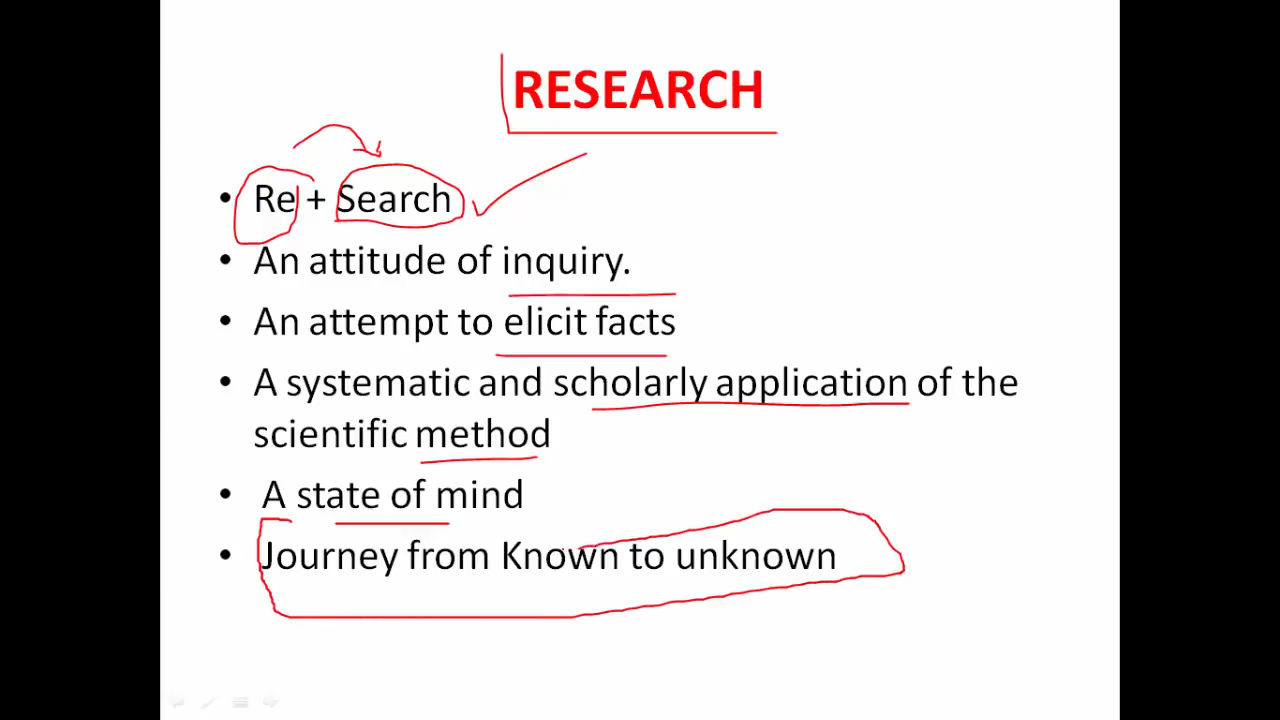 RESEARCH
• Re + Search
• An attitude of inquiry.
• An attempt to elicit facts
• A systematic and scholarly application of the
scientific method
• A state of mind
• Journey from Known to unknown